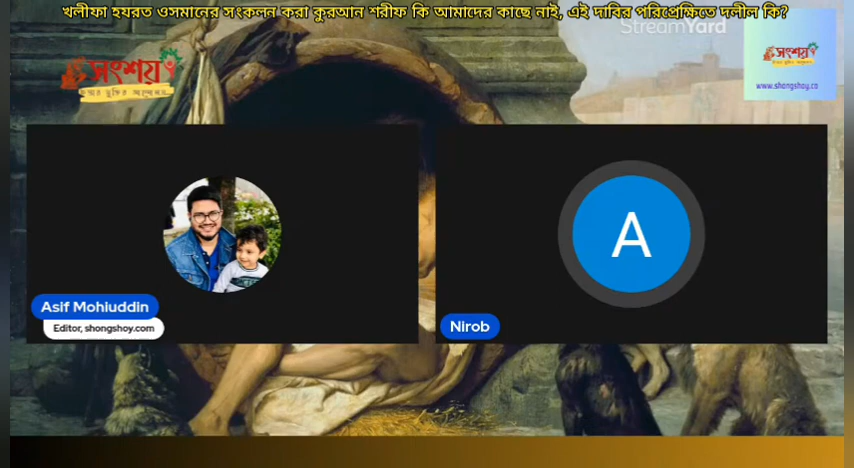 খলীফা হযরত ওসমানের সংকলন করা কুরআন শরীফ কি আমাদের কাছে নাই, এই দাবির পরিপ্রেক্ষিতে দলীল কি?
StreamYard
সংশয়
সংশয়
www.shongshoy.co
A
Asif Mohiuddin
Editor, shongshoy.com
Nirob